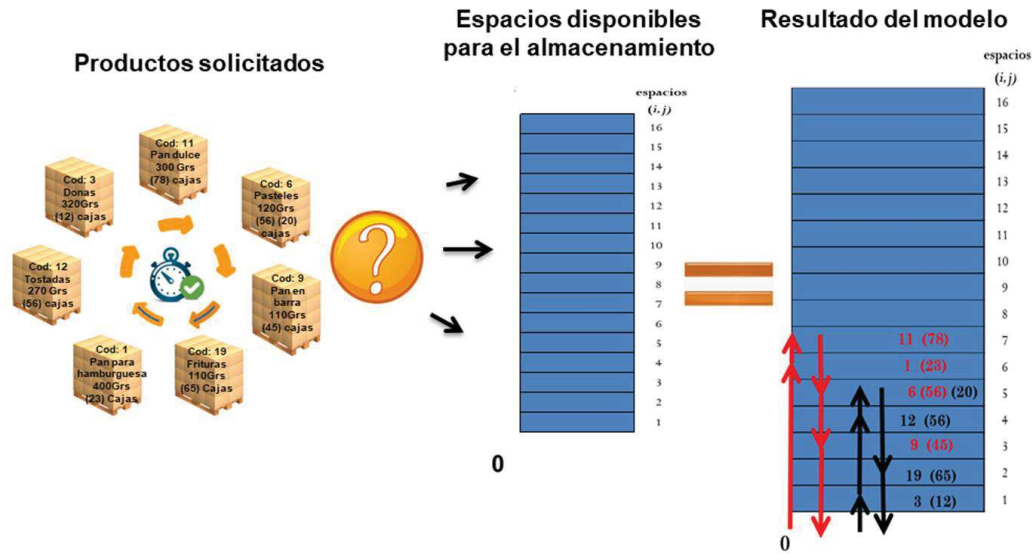 Productos solicitados
Cod: 11
Pan dulce
300 Grs
(78) cajas
Cod: 3
Donas
320Grs
(12) cajas
Cod: 6
Pasteles
120Grs
(56) (20)
cajas
Cod: 12
Tostadas
270 Grs
(56) cajas
Cod: 9
Pan en
barra
110Grs
(45) cajas
Cod: 1
Pan para
hamburguesa
400Grs
(23) Cajas
Cod: 19
Frituras
110Grs
(65) Cajas
?
Espacios disponibles
para el almacenamiento
espacios
(i,j)
16
15
14
13
12
11
10
9
8
7
6
5
4
3
2
1
0
Resultado del modelo
espacios
(i,j)
16
15
14
13
12
11
10
9
8
11 (78) 7
1 (23) 6
6 (56) (20) 5
12 (56) 4
9 (45) 3
19 (65) 2
3 (12) 1
0